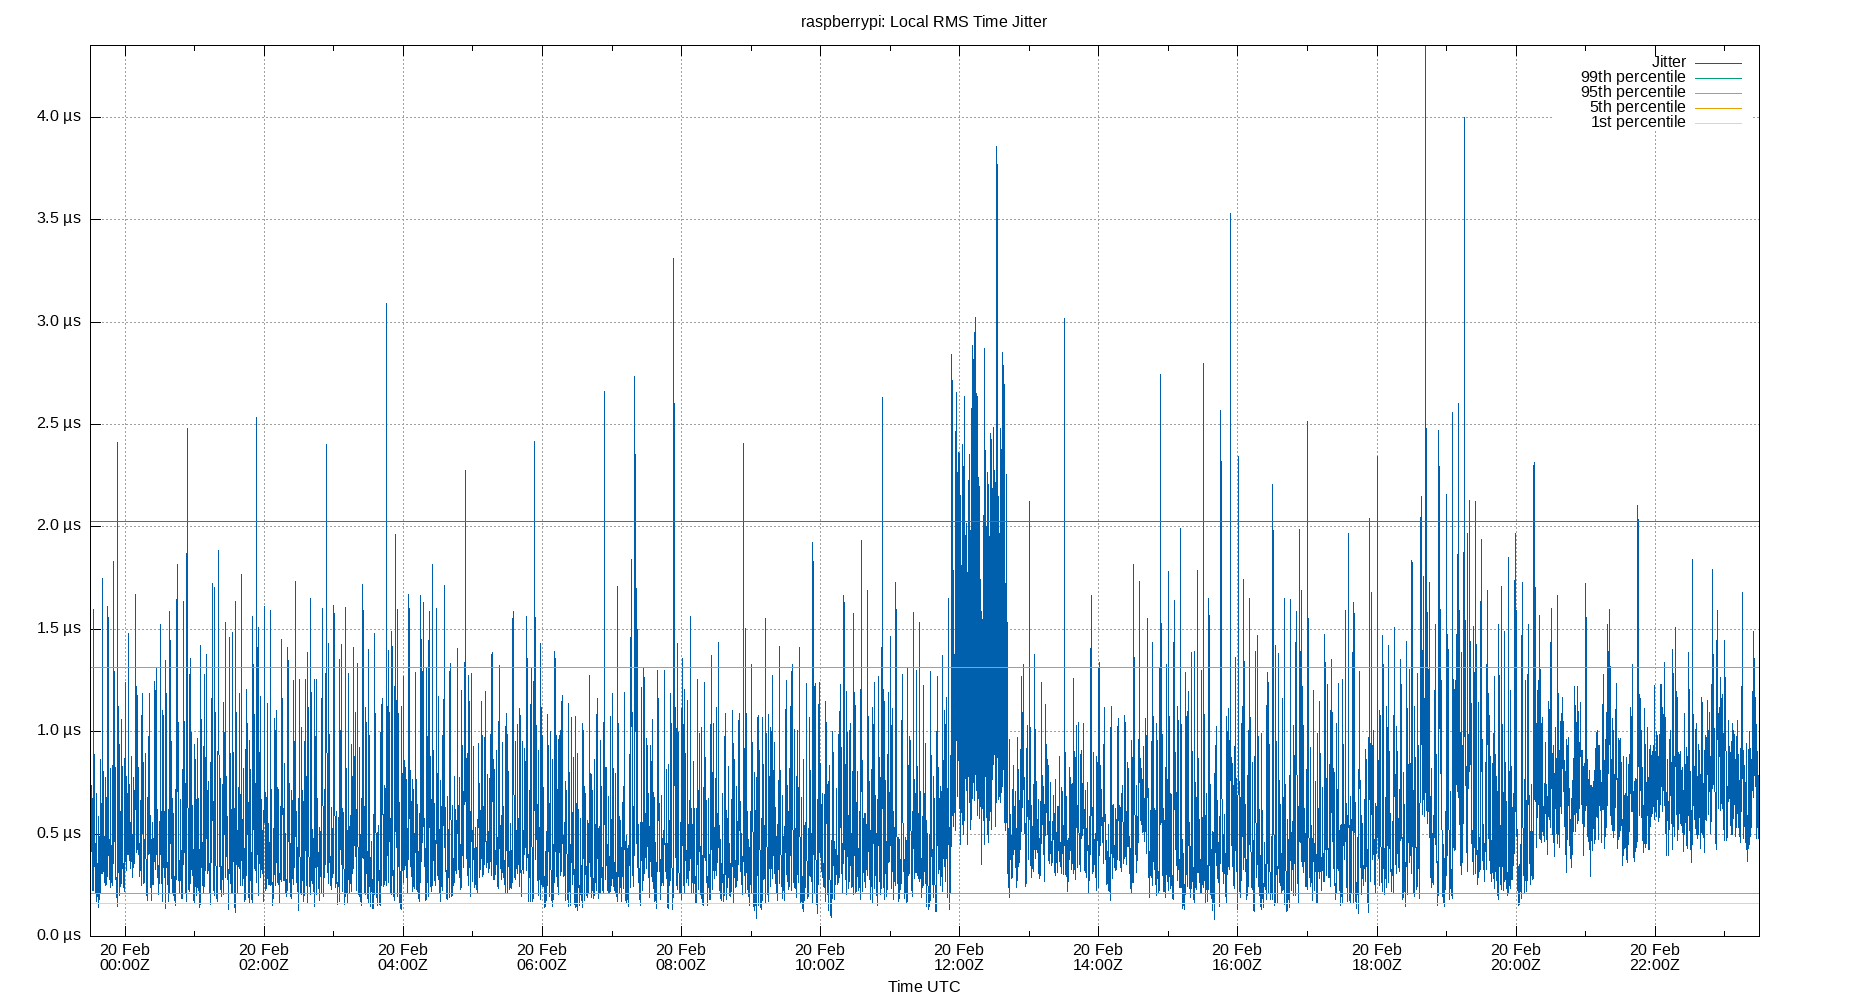 raspberrypi: Local RMS Time Jitter
Jitter
99th percentile
95th percentile
5th percentile
1st percentile
4.0 µs
3.5 µs
3.0 µs
2.5 µs
2.0 µs
1.5 µs
1.0 µs
0.5 µs
0.0 µs
20 Feb 20 Feb 20 Feb 20 Feb 20 Feb 20 Feb 20 Feb 20 Feb 20 Feb 20 Feb 20 Feb 20 Feb
00:00Z 02:00Z 04:00Z 06:00Z 08:00Z 10:00Z 12:00Z 14:00Z 16:00Z 18:00Z 20:00Z 22:00Z
Time UTC